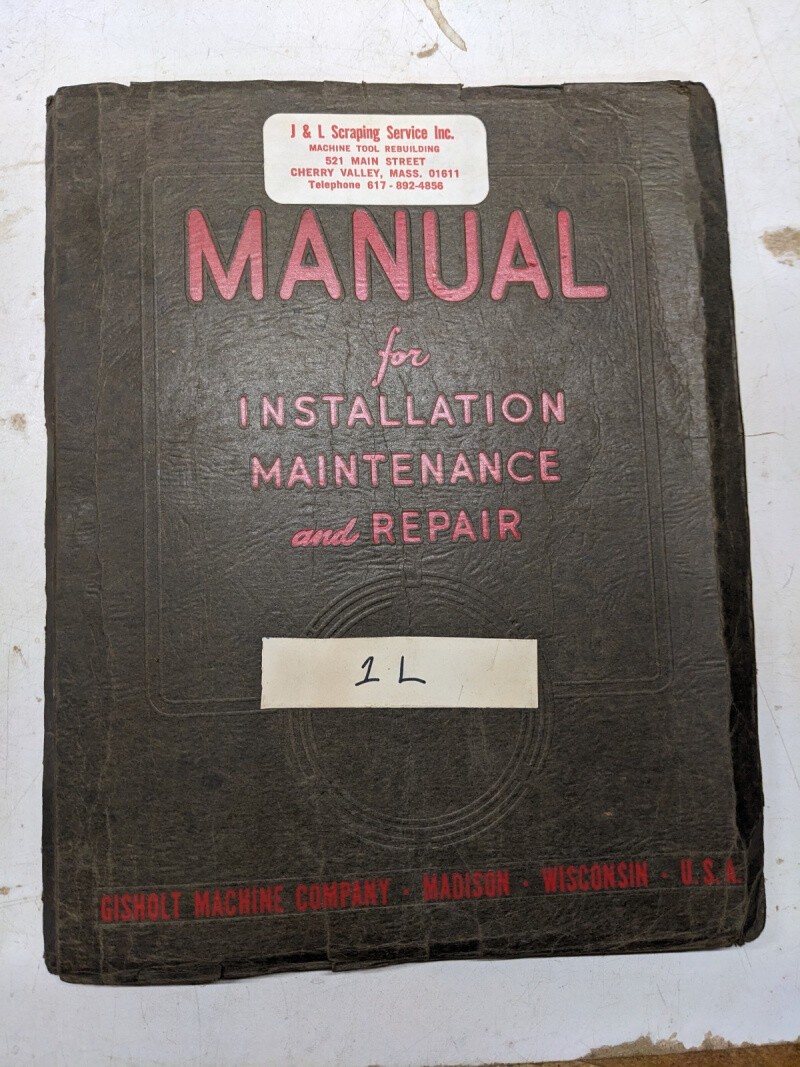 J & L Scraping Service Inc.
MACHINE TOOL REBUILDING
521 MAIN STREET
CHERRY VALLEY, MASS. 01611
Telephone 617-892-4856
MANUAL
for
INSTALLATION
MAINTENANCE
and REPAIR
1L
GISHOLT MACHINE COMPANY · MADISON · WISCONSIN · U.S.A.